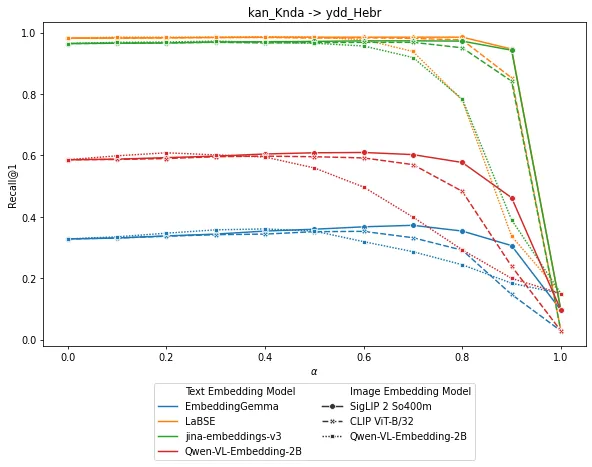 kan_Knda -> ydd_Hebr
Recall@1
1.0
0.8
0.6
0.4
0.2
0.0
0.0 0.2 0.4 0.6 0.8 1.0
α
Text Embedding Model
EmbeddingGemma
LaBSE
jina-embeddings-v3
Qwen-VL-Embedding-2B
Image Embedding Model
SigLIP 2 So400m
CLIP ViT-B/32
Qwen-VL-Embedding-2B